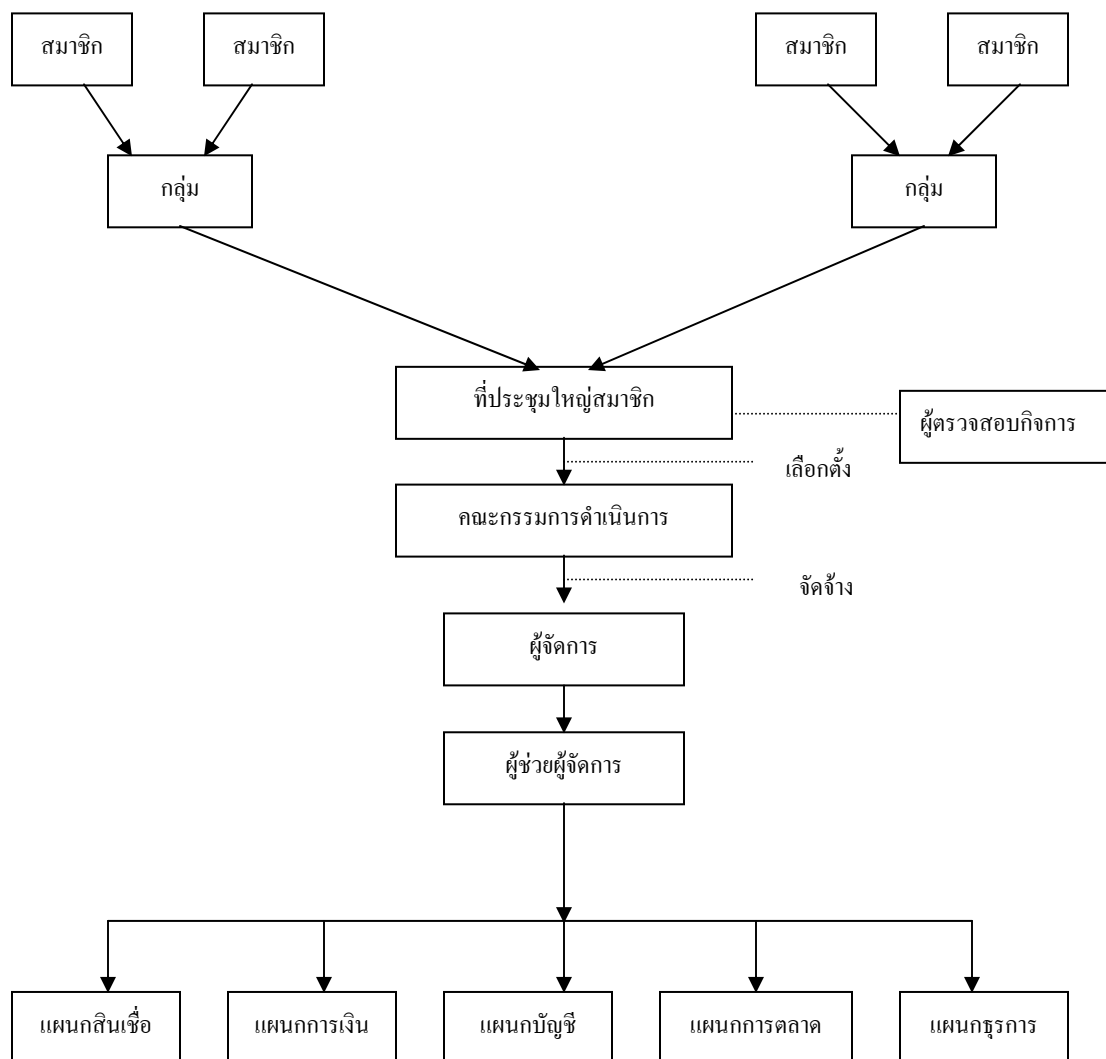 สมาชิก
สมาชิก
สมาชิก
สมาชิก
กลุ่ม
กลุ่ม
ที่ประชุมใหญ่สมาชิก
ผู้ตรวจสอบกิจการ
เลือกตั้ง
คณะกรรมการดำเนินการ
จัดจ้าง
ผู้จัดการ
ผู้ช่วยผู้จัดการ
แผนกสินเชื่อ
แผนกการเงิน
แผนกบัญชี
แผนกการตลาด
แผนกธุรการ